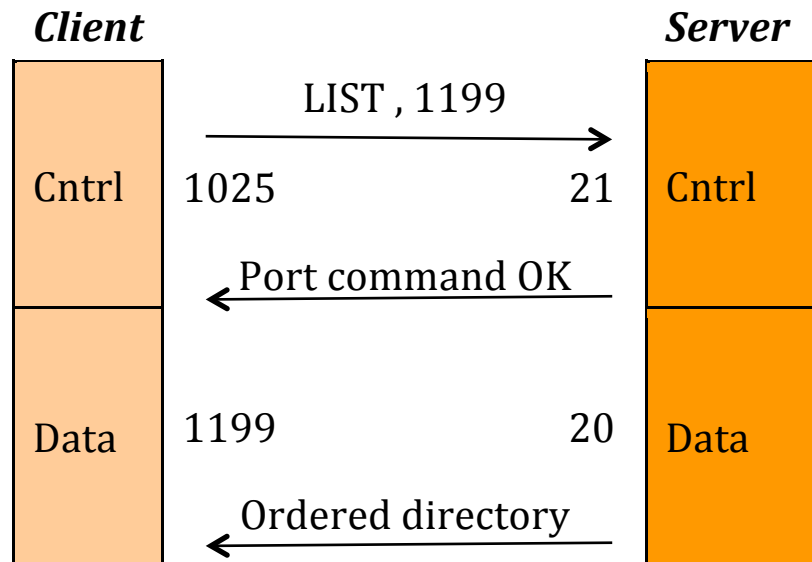 Client Server
LIST , 1199
Cntrl 1025 21 Cntrl
Port command OK
Data 1199 20 Data
Ordered directory